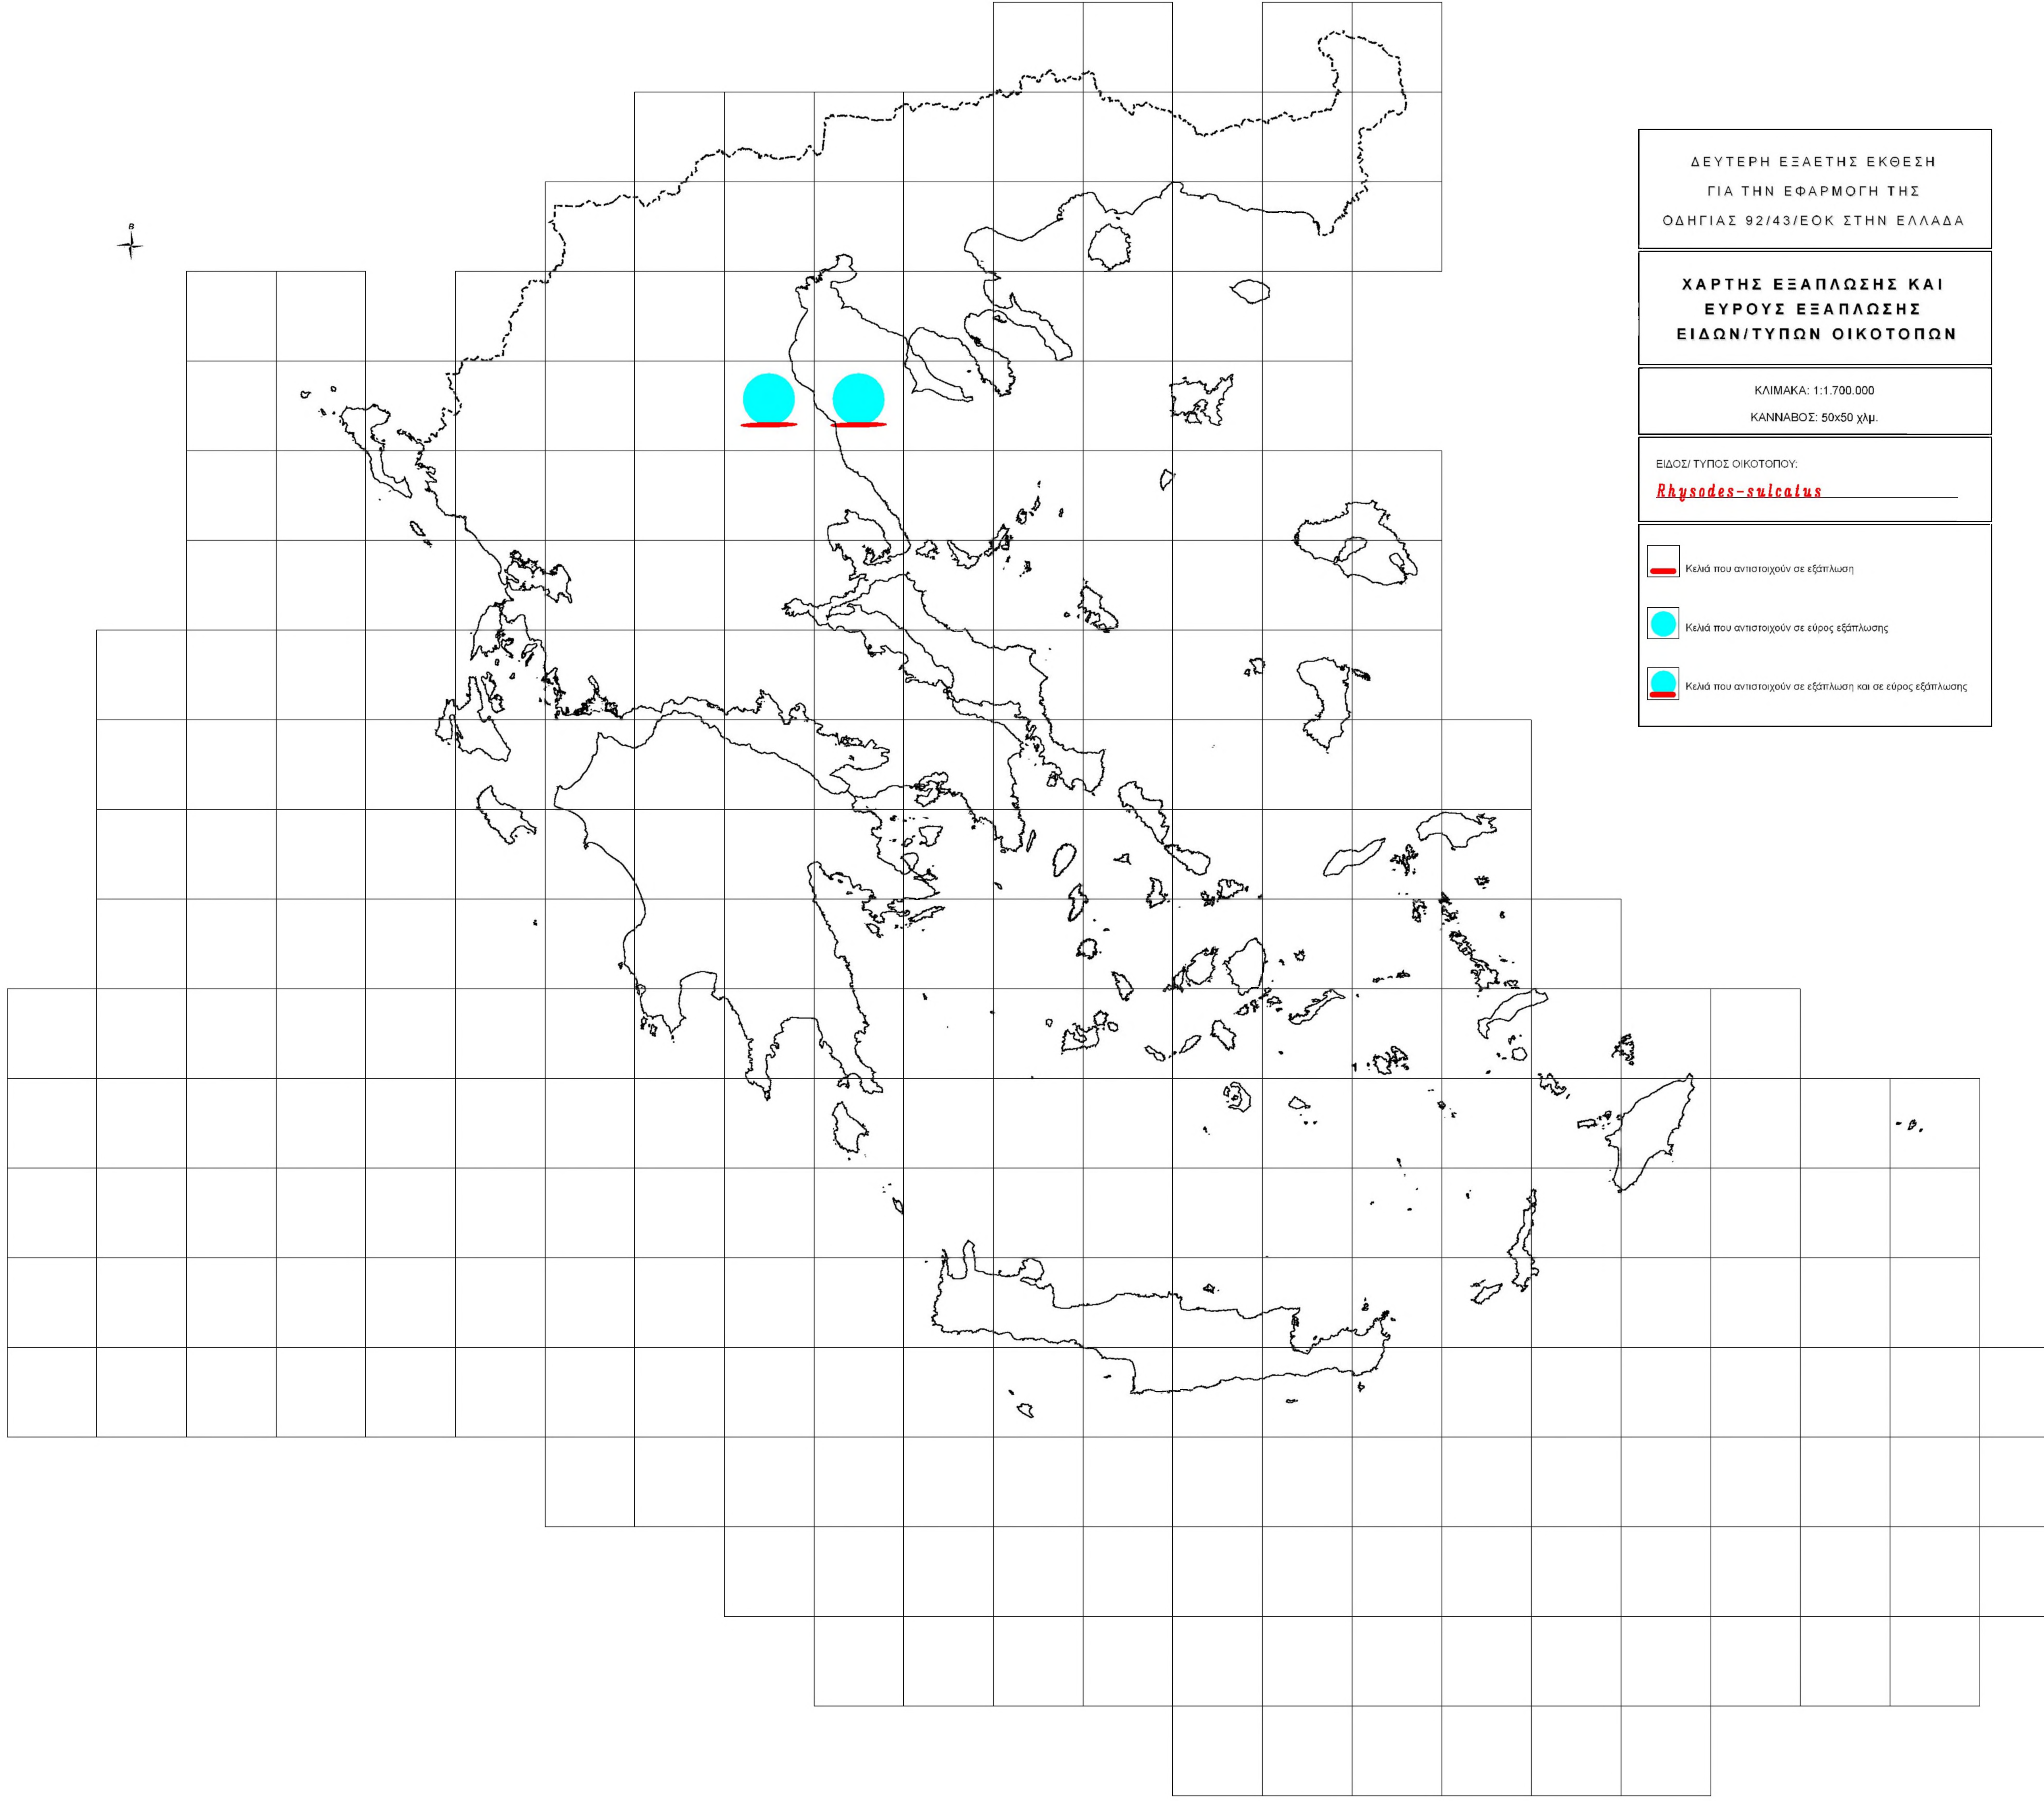 Β
ΔΕΥΤΕΡΗ ΕΞΑΕΤΗΣ ΕΚΘΕΣΗ
ΓΙΑ ΤΗΝ ΕΦΑΡΜΟΓΗ ΤΗΣ
ΟΔΗΓΙΑΣ 92/43/ΕΟΚ ΣΤΗΝ ΕΛΛΑΔΑ
ΧΑΡΤΗΣ ΕΞΑΠΛΩΣΗΣ ΚΑΙ
ΕΥΡΟΥΣ ΕΞΑΠΛΩΣΗΣ
ΕΙΔΩΝ/ΤΥΠΩΝ ΟΙΚΟΤΟΠΩΝ
ΚΛΙΜΑΚΑ: 1:1.700.000
ΚΑΝΝΑΒΟΣ: 50x50 χλμ.
ΕΙΔΟΣ/ ΤΥΠΟΣ ΟΙΚΟΤΟΠΟΥ:
Rhysodes-sulcatus
Κελιά που αντιστοιχούν σε εξάπλωση
Κελιά που αντιστοιχούν σε εύρος εξάπλωσης
Κελιά που αντιστοιχούν σε εξάπλωση και σε εύρος εξάπλωσης